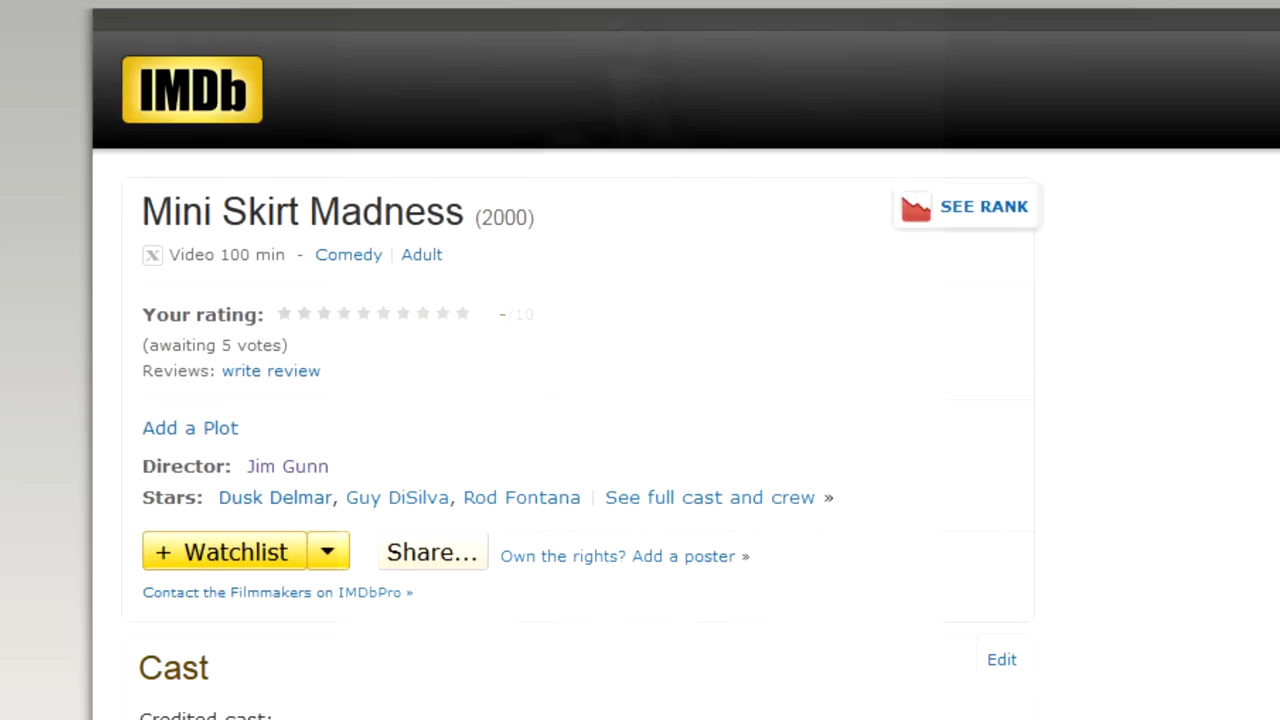 IMDb
Mini Skirt Madness (2000)
SEE RANK
X Video 100 min - Comedy | Adult
Your rating: -/10
(awaiting 5 votes)
Reviews: write review
Add a Plot
Director: Jim Gunn
Stars: Dusk Delmar, Guy DiSilva, Rod Fontana | See full cast and crew »
+ Watchlist
Share...
Own the rights? Add a poster »
Contact the Filmmakers on IMDbPro »
Cast
Edit
Credited cast: